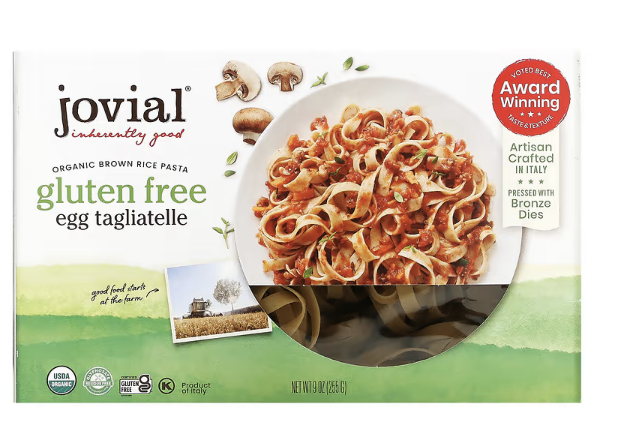 jovial®
inherently good
ORGANIC BROWN RICE PASTA
gluten free
egg tagliatelle
good food starts
at the farm
VOTED BEST
Award
Winning
TASTE & TEXTURE
Artisan
Crafted
IN ITALY
PRESSED WITH
Bronze
Dies
USDA
ORGANIC
CERTIFIED
GLUTEN
FREE
K
Product
of Italy
NET WT 9 OZ (255 G)